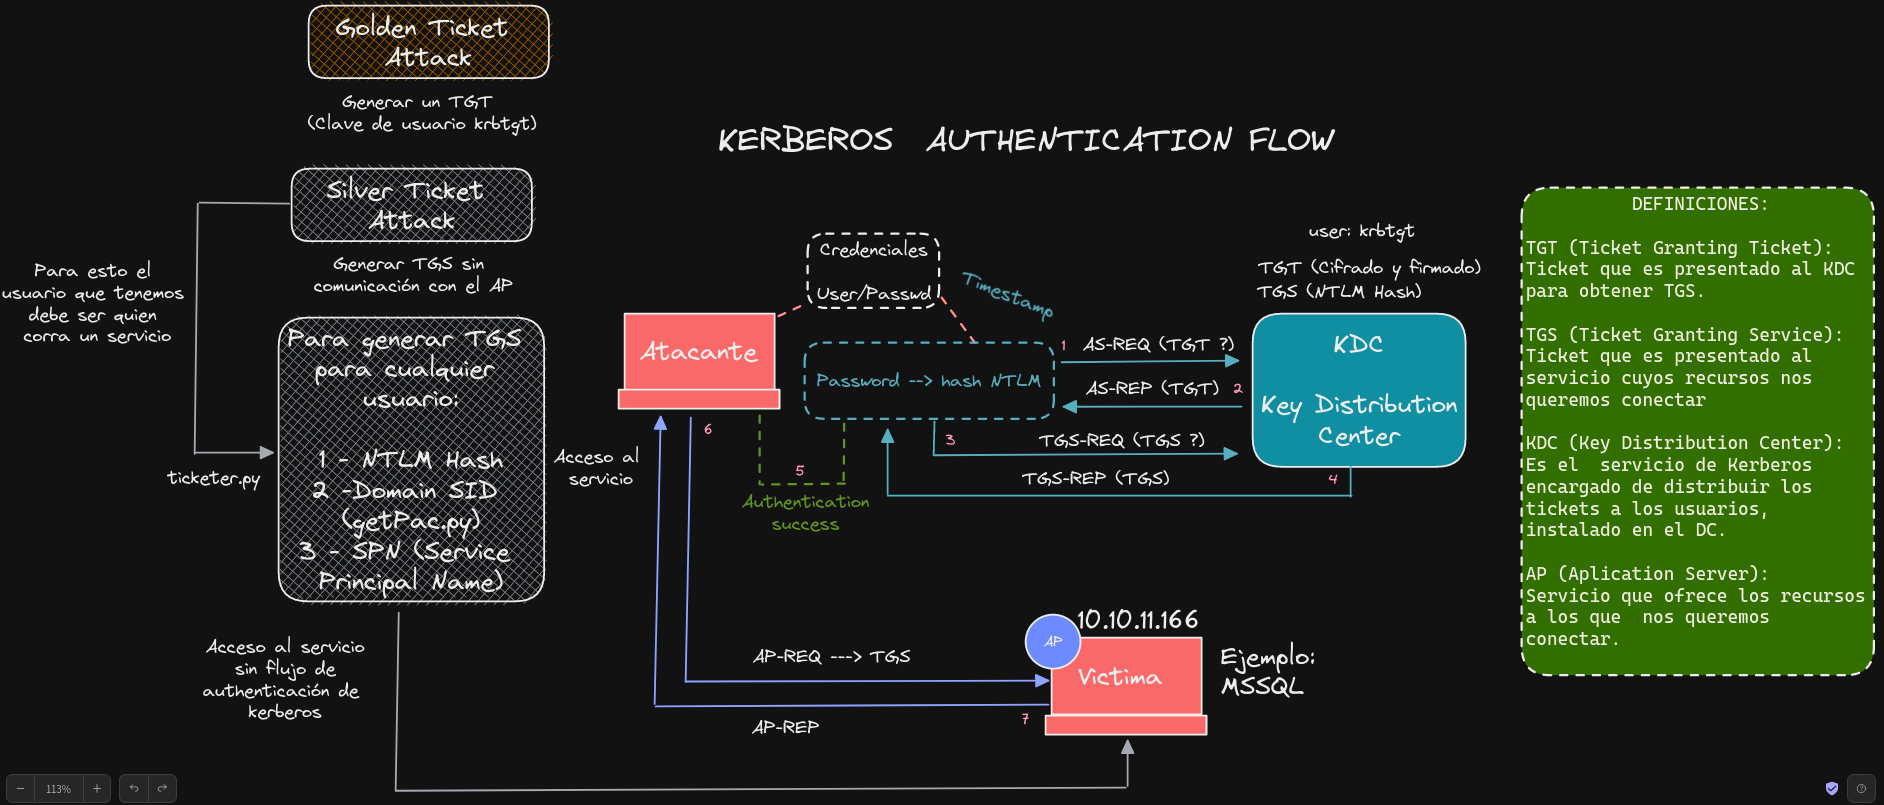 Golden Ticket
Attack
Generar un TGT
(Clave de usuario krbtgt)
Silver Ticket
Attack
Generar TGS sin
comunicación con el AP
Para esto el
usuario que tenemos
debe ser quien
corra un servicio
ticketer.py
Para generar TGS
para cualquier
usuario:
1 - NTLM Hash
2 -Domain SID
(getPac.py)
3 - SPN (Service
Principal Name)
Acceso al servicio
sin flujo de
authenticación de
kerberos
KERBEROS AUTHENTICATION FLOW
Credenciales
User/Passwd
Timestamp
Atacante
Password --> hash NTLM
1
AS-REQ (TGT ?)
AS-REP (TGT)
2
3
TGS-REQ (TGS ?)
TGS-REP (TGS)
4
5
Authentication
success
6
Acceso al
servicio
user: krbtgt
TGT (Cifrado y firmado)
TGS (NTLM Hash)
KDC
Key Distribution
Center
AP-REQ ---> TGS
AP-REP
7
AP
10.10.11.166
Victima
Ejemplo:
MSSQL
DEFINICIONES:
TGT (Ticket Granting Ticket):
Ticket que es presentado al KDC
para obtener TGS.
TGS (Ticket Granting Service):
Ticket que es presentado al
servicio cuyos recursos nos
queremos conectar
KDC (Key Distribution Center):
Es el  servicio de Kerberos
encargado de distribuir los
tickets a los usuarios,
instalado en el DC.
AP (Aplication Server):
Servicio que ofrece los recursos
a los que  nos queremos
conectar.
113%